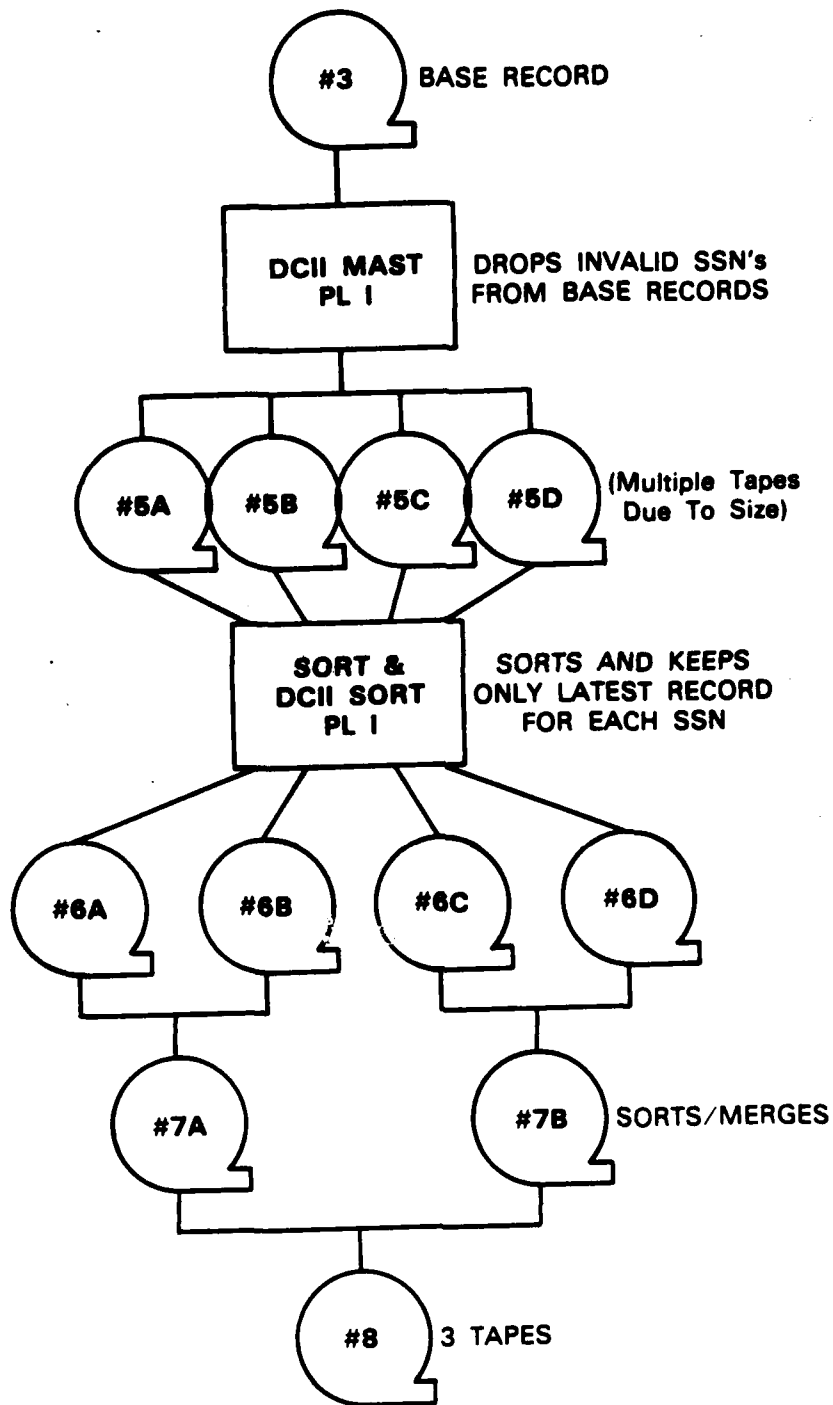 #3
BASE RECORD
DCII MAST
PL I
DROPS INVALID SSN's
FROM BASE RECORDS
#5A
#5B
#5C
#5D
(Multiple Tapes
Due To Size)
SORT &
DCII SORT
PL I
SORTS AND KEEPS
ONLY LATEST RECORD
FOR EACH SSN
#6A
#6B
#6C
#6D
#7A
#7B
SORTS/MERGES
#8
3 TAPES